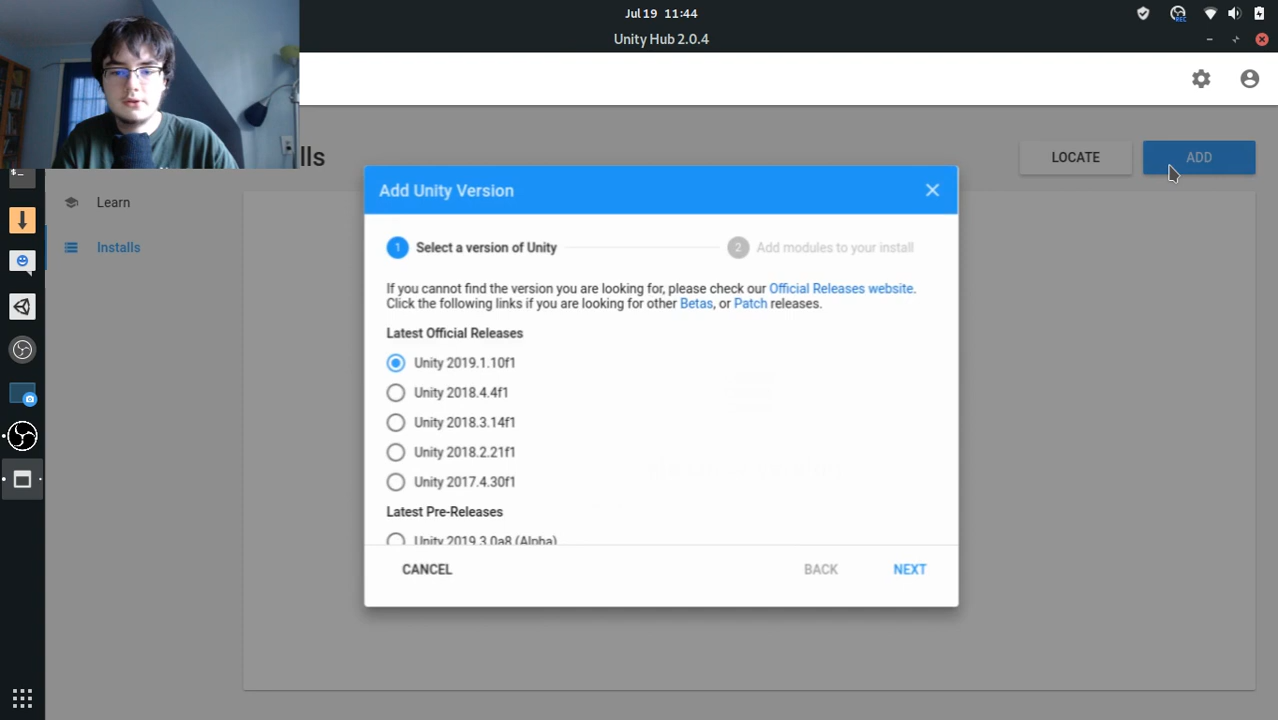 Jul 19 11:44
REC
Unity Hub 2.0.4
lls
LOCATE
ADD
Learn
Installs
Add Unity Version
1 Select a version of Unity
2 Add modules to your install
If you cannot find the version you are looking for, please check our Official Releases website.
Click the following links if you are looking for other Betas, or Patch releases.
Latest Official Releases
Unity 2019.1.10f1
Unity 2018.4.4f1
Unity 2018.3.14f1
Unity 2018.2.21f1
Unity 2017.4.30f1
Latest Pre-Releases
Unity 2019.3.0a8 (Alpha)
CANCEL
BACK
NEXT